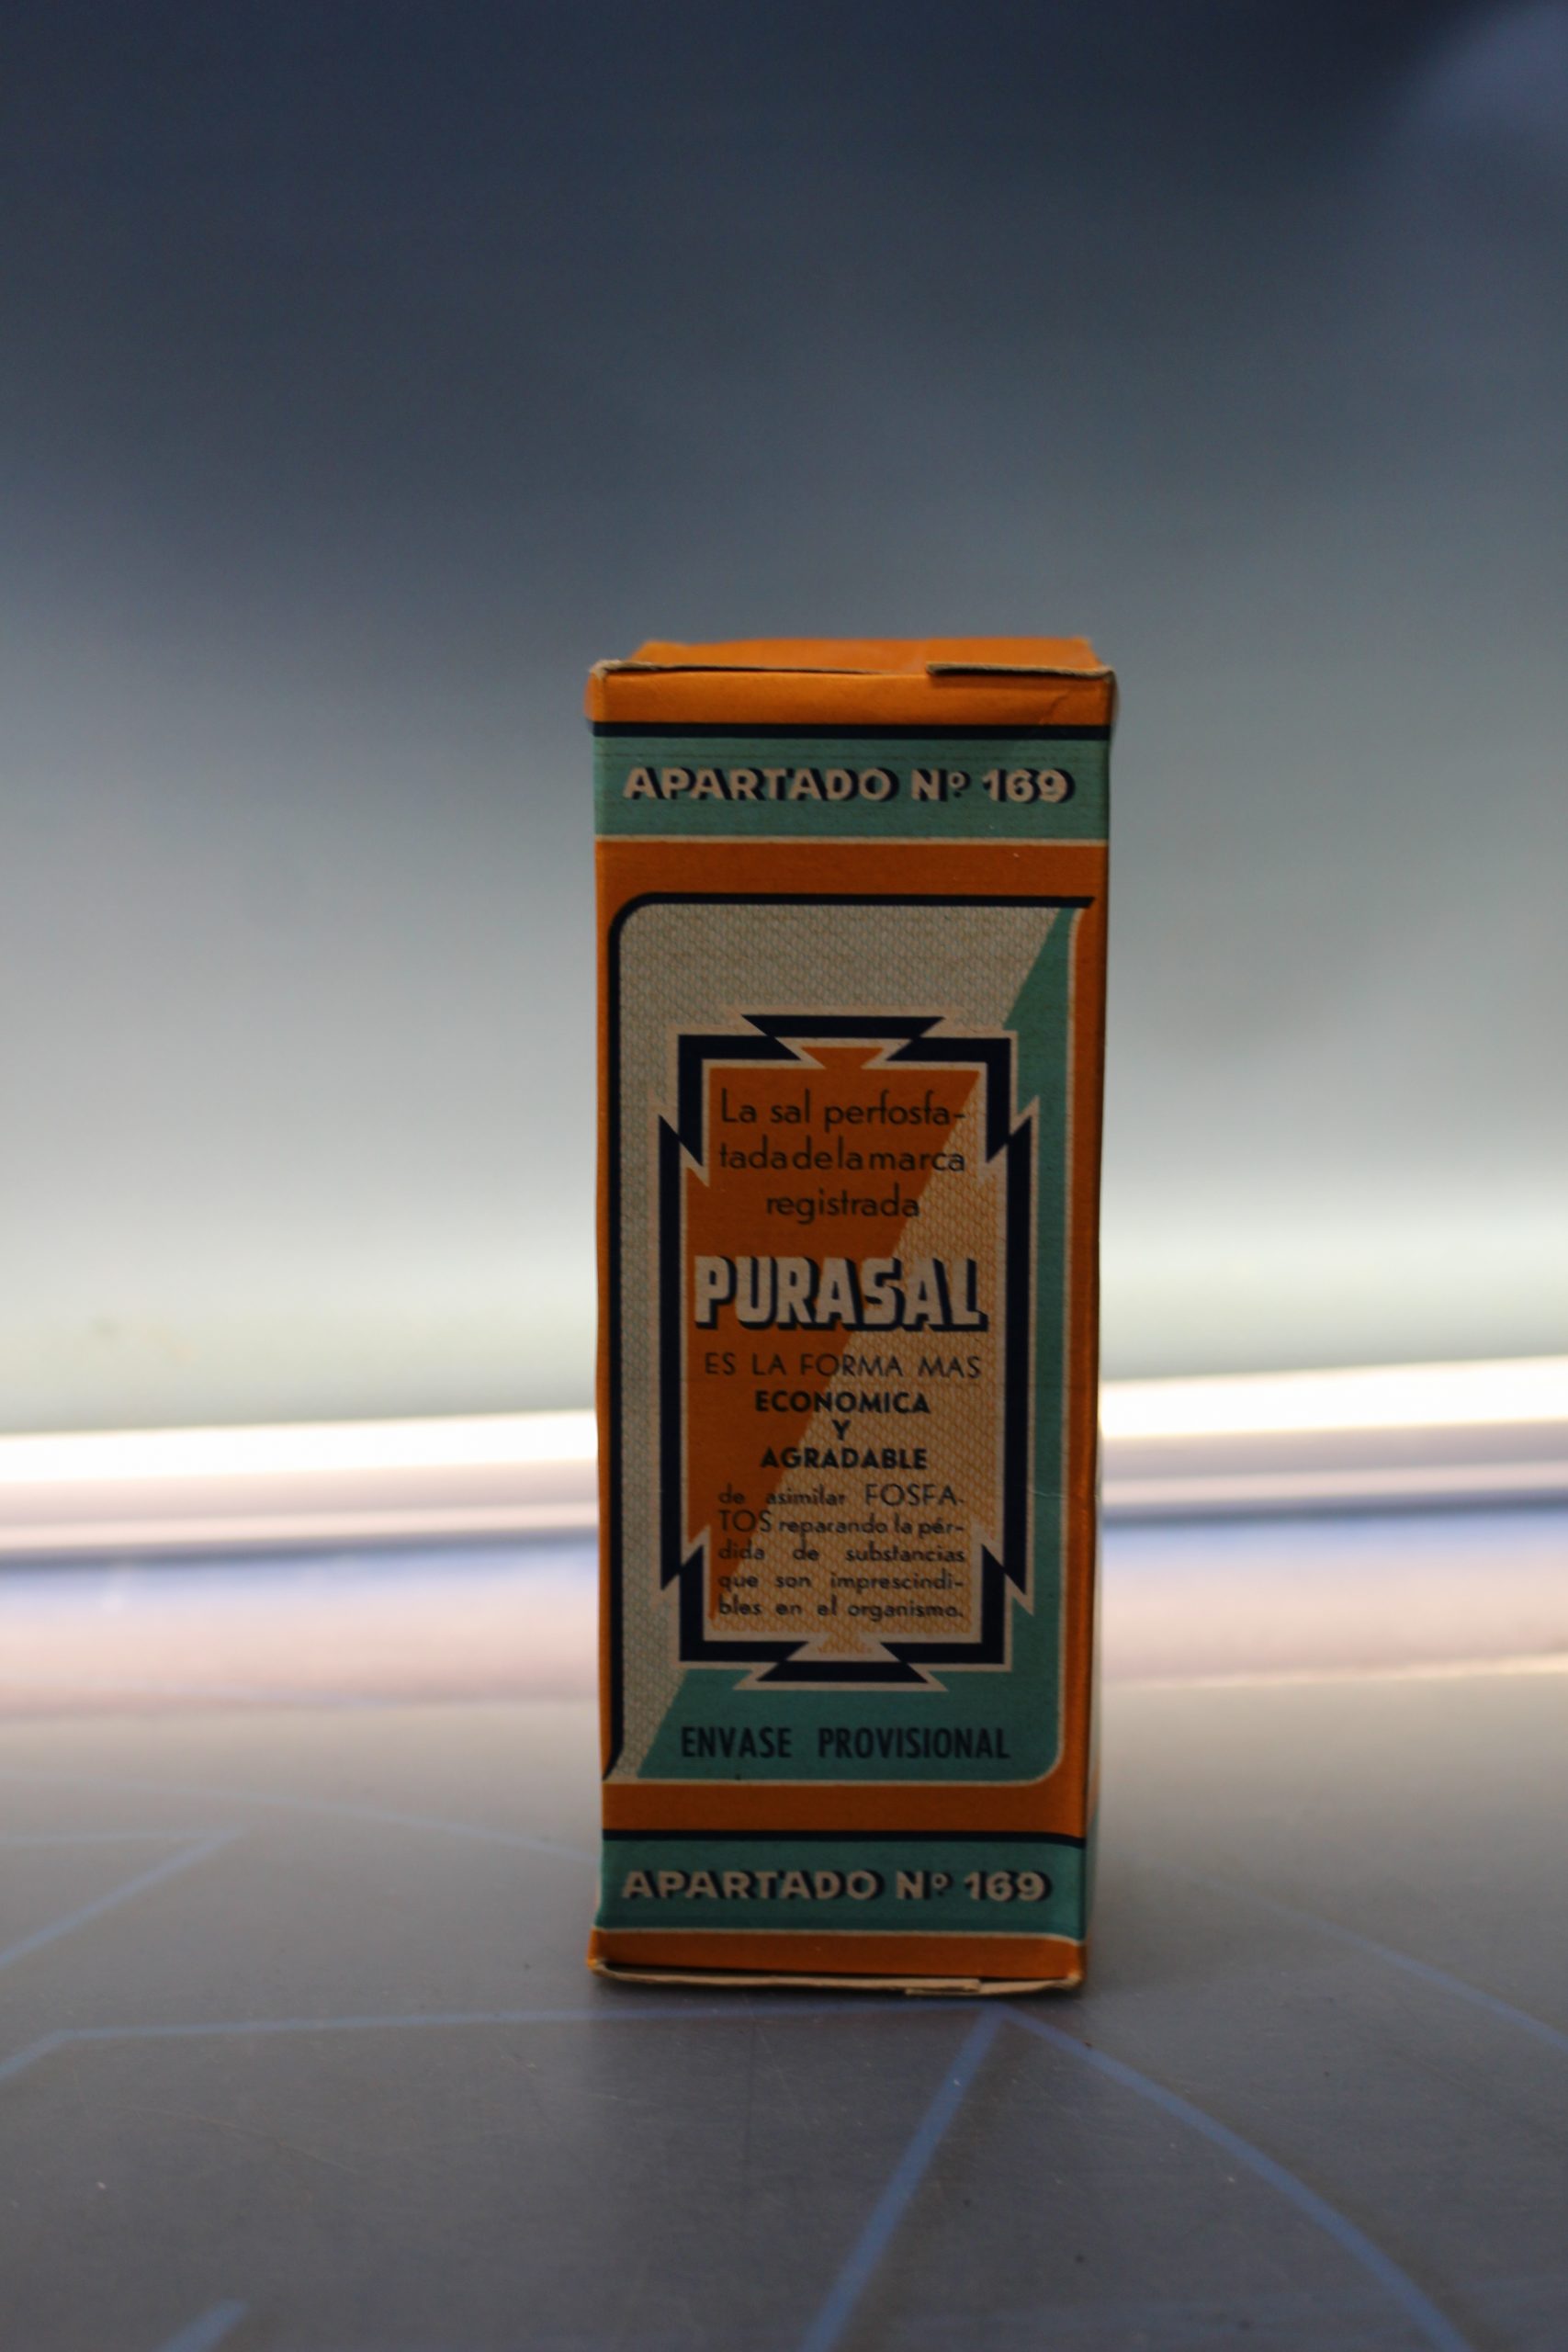 APARTADO Nº 169
La sal perfosfa-
tada de la marca
registrada
PURASAL
ES LA FORMA MAS
ECONOMICA
Y
AGRADABLE
de asimilar FOSFA-
TOS reparando la pér-
dida de substancias
que son imprescindi-
bles en el organismo.
ENVASE PROVISIONAL
APARTADO Nº 169